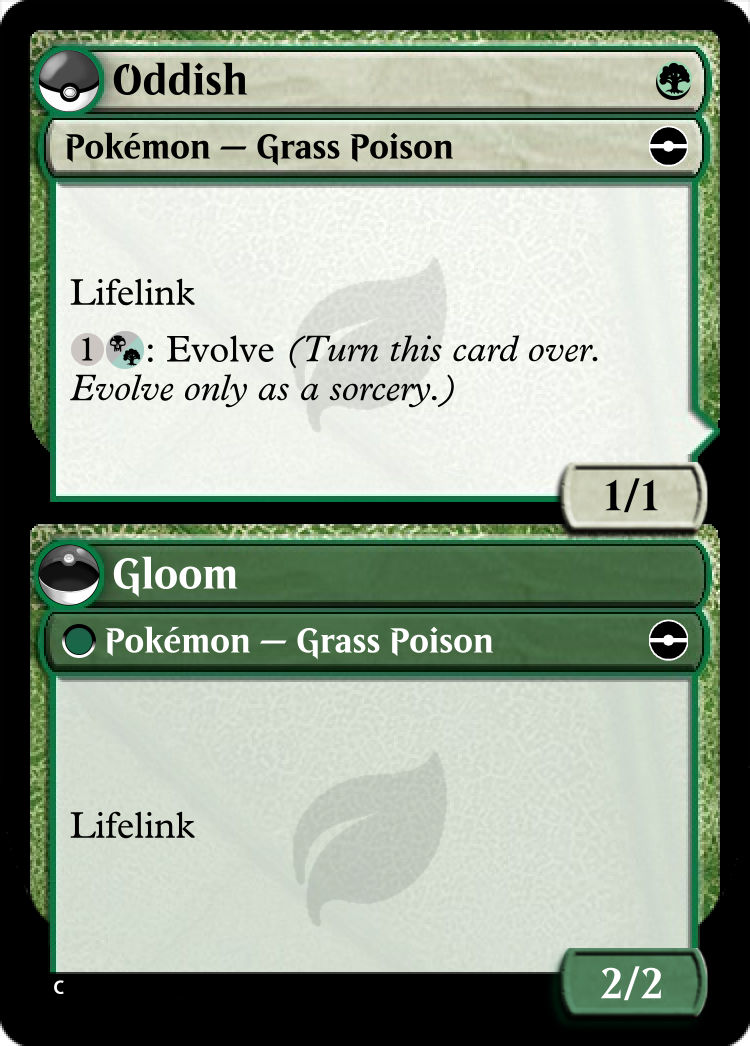 Oddish
Pokémon — Grass Poison
Lifelink
1: Evolve (Turn this card over.
Evolve only as a sorcery.)
1/1
Gloom
Pokémon — Grass Poison
Lifelink
2/2
C